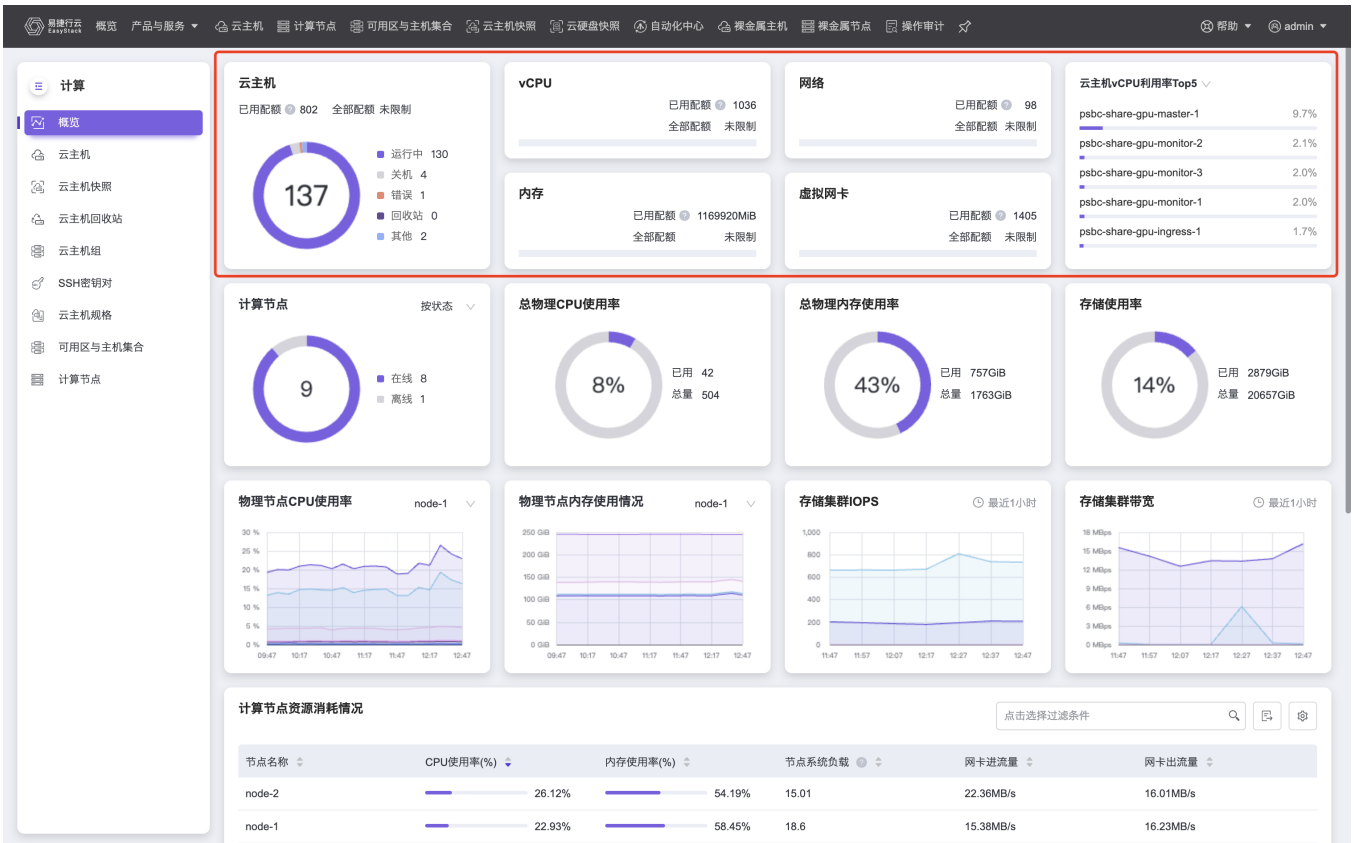 易捷行云 EasyStack 概览 产品与服务 云主机 计算节点 可用区与主机集合 云主机快照 云硬盘快照 自动化中心 裸金属主机 裸金属节点 操作审计 帮助 admin
计算
概览
云主机
云主机快照
云主机回收站
云主机组
SSH密钥对
云主机规格
可用区与主机集合
计算节点
云主机
已用配额 802 全部配额 未限制
137
运行中 130
关机 4
错误 1
回收站 0
其他 2
vCPU
已用配额 1036
全部配额 未限制
内存
已用配额 1169920MiB
全部配额 未限制
网络
已用配额 98
全部配额 未限制
虚拟网卡
已用配额 1405
全部配额 未限制
云主机vCPU利用率Top5
psbc-share-gpu-master-1 9.7%
psbc-share-gpu-monitor-2 2.1%
psbc-share-gpu-monitor-3 2.0%
psbc-share-gpu-monitor-1 2.0%
psbc-share-gpu-ingress-1 1.7%
计算节点 按状态
9
在线 8
离线 1
总物理CPU使用率
8%
已用 42
总量 504
总物理内存使用率
43%
已用 757GiB
总量 1763GiB
存储使用率
14%
已用 2879GiB
总量 20657GiB
物理节点CPU使用率 node-1
30 %
25 %
20 %
15 %
10 %
5 %
0 %
09:47 10:17 10:47 11:17 11:47 12:17 12:47
物理节点内存使用情况 node-1
250 GiB
200 GiB
150 GiB
100 GiB
50 GiB
0 GiB
09:47 10:17 10:47 11:17 11:47 12:17 12:47
存储集群IOPS 最近1小时
1,000
800
600
400
200
0
11:47 11:57 12:07 12:17 12:27 12:37 12:47
存储集群带宽 最近1小时
18 MBps
15 MBps
12 MBps
9 MBps
6 MBps
3 MBps
0 MBps
11:47 11:57 12:07 12:17 12:27 12:37 12:47
计算节点资源消耗情况
点击选择过滤条件
节点名称 CPU使用率(%) 内存使用率(%) 节点系统负载 网卡进流量 网卡出流量
node-2 26.12% 54.19% 15.01 22.36MB/s 16.01MB/s
node-1 22.93% 58.45% 18.6 15.38MB/s 16.23MB/s